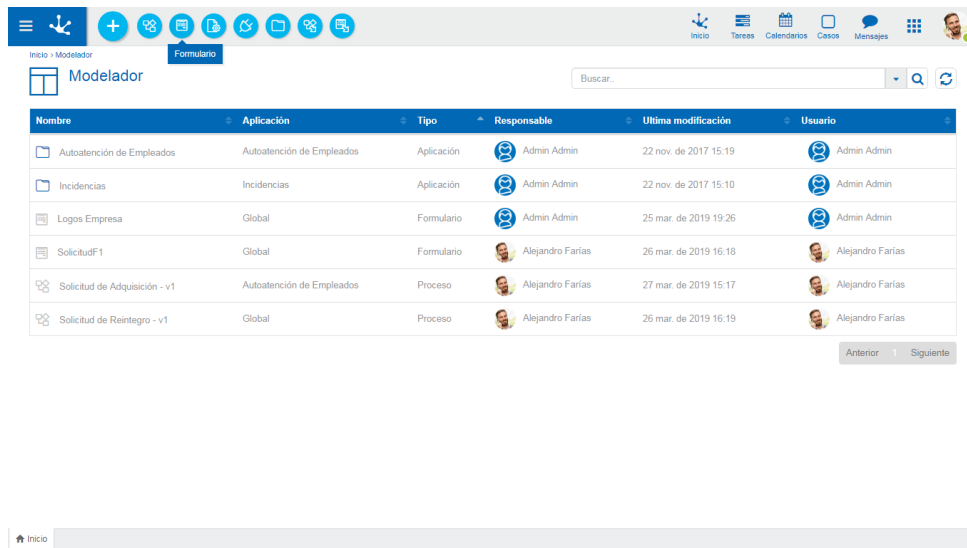 Inicio
Tareas
Calendarios
Casos
Mensajes
Inicio > Modelador
Formulario
Modelador
Buscar..
Nombre Aplicación Tipo Responsable Ultima modificación Usuario
Autoatención de Empleados Autoatención de Empleados Aplicación Admin Admin 22 nov. de 2017 15:19 Admin Admin
Incidencias Incidencias Aplicación Admin Admin 22 nov. de 2017 15:10 Admin Admin
Logos Empresa Global Formulario Admin Admin 25 mar. de 2019 19:26 Admin Admin
SolicitudF1 Global Formulario Alejandro Farías 26 mar. de 2019 16:18 Alejandro Farías
Solicitud de Adquisición - v1 Autoatención de Empleados Proceso Alejandro Farías 27 mar. de 2019 15:17 Alejandro Farías
Solicitud de Reintegro - v1 Global Proceso Alejandro Farías 26 mar. de 2019 16:19 Alejandro Farías
Anterior 1 Siguiente
Inicio